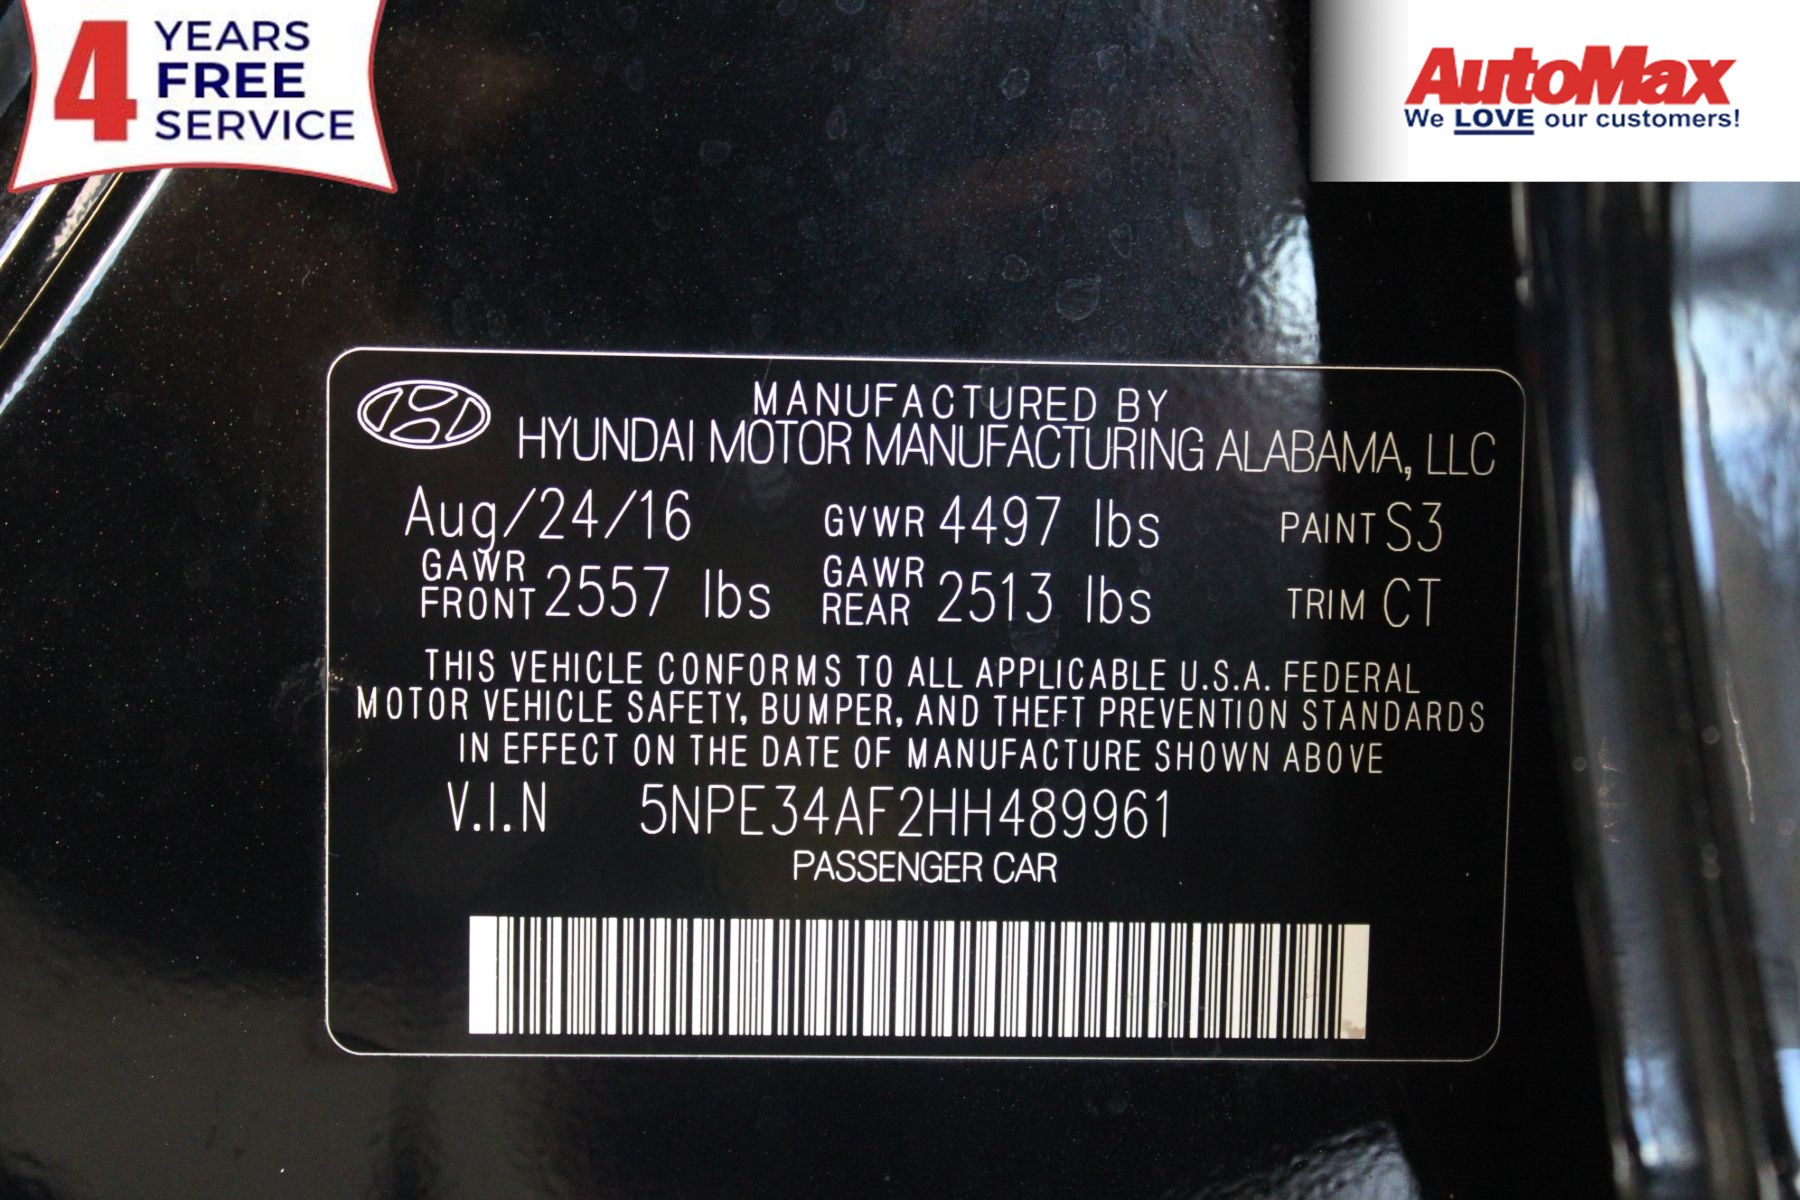 4 YEARS
FREE
SERVICE
AutoMax
We LOVE our customers!
MANUFACTURED BY
HYUNDAI MOTOR MANUFACTURING ALABAMA, LLC
Aug/24/16 GVWR 4497 lbs PAINT S3
GAWR FRONT 2557 lbs GAWR REAR 2513 lbs TRIM CT
THIS VEHICLE CONFORMS TO ALL APPLICABLE U.S.A. FEDERAL
MOTOR VEHICLE SAFETY, BUMPER, AND THEFT PREVENTION STANDARDS
IN EFFECT ON THE DATE OF MANUFACTURE SHOWN ABOVE
V.I.N 5NPE34AF2HH489961
PASSENGER CAR